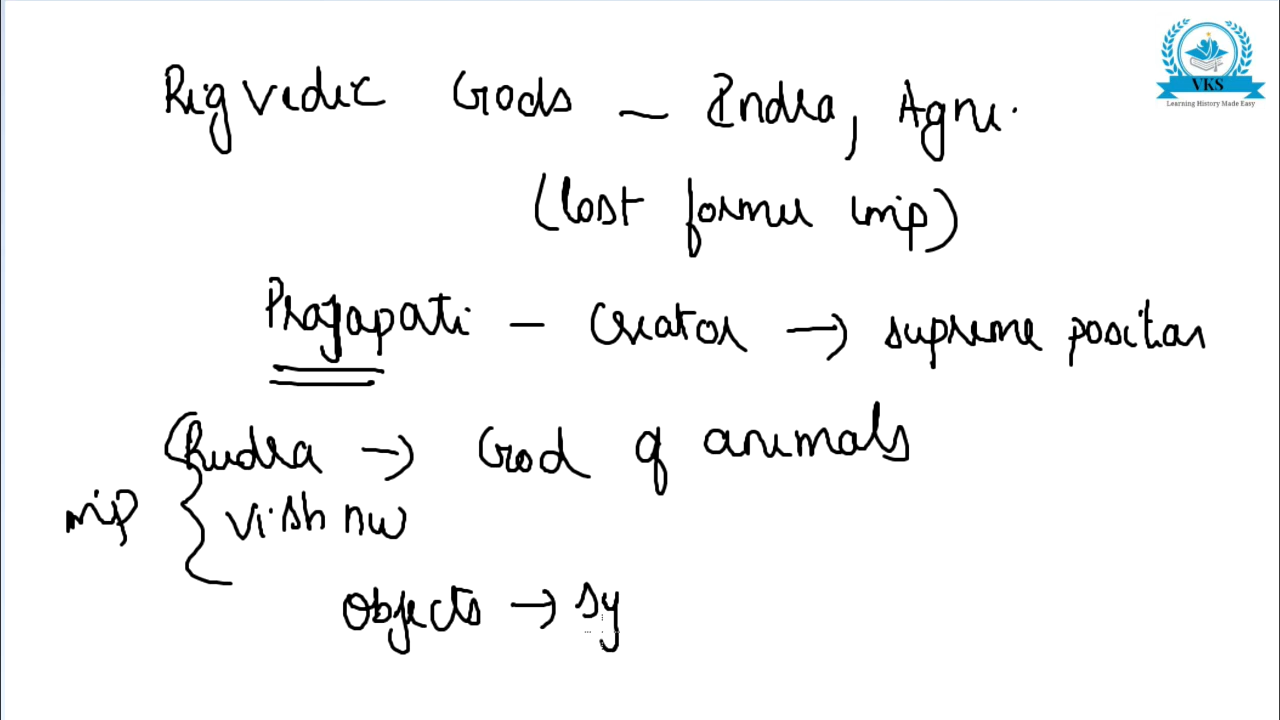 VKS
Learning History Made Easy
Rigvedic Gods – Indra, Agni.
(lost former imp)
Prajapati – Creator → supreme position
Rudra → God of animals
imp { Vishnu
Objects → sy